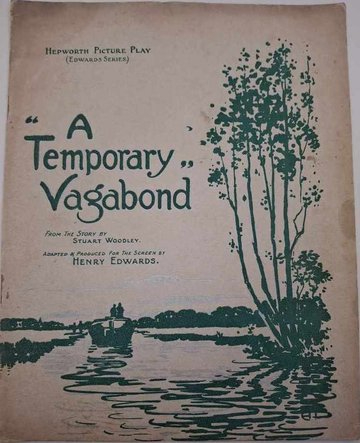 HEPWORTH PICTURE PLAY
(EDWARDS SERIES)
"A
Temporary"
Vagabond
FROM THE STORY BY
STUART WOODLEY.
ADAPTED & PRODUCED FOR THE SCREEN BY
HENRY EDWARDS.